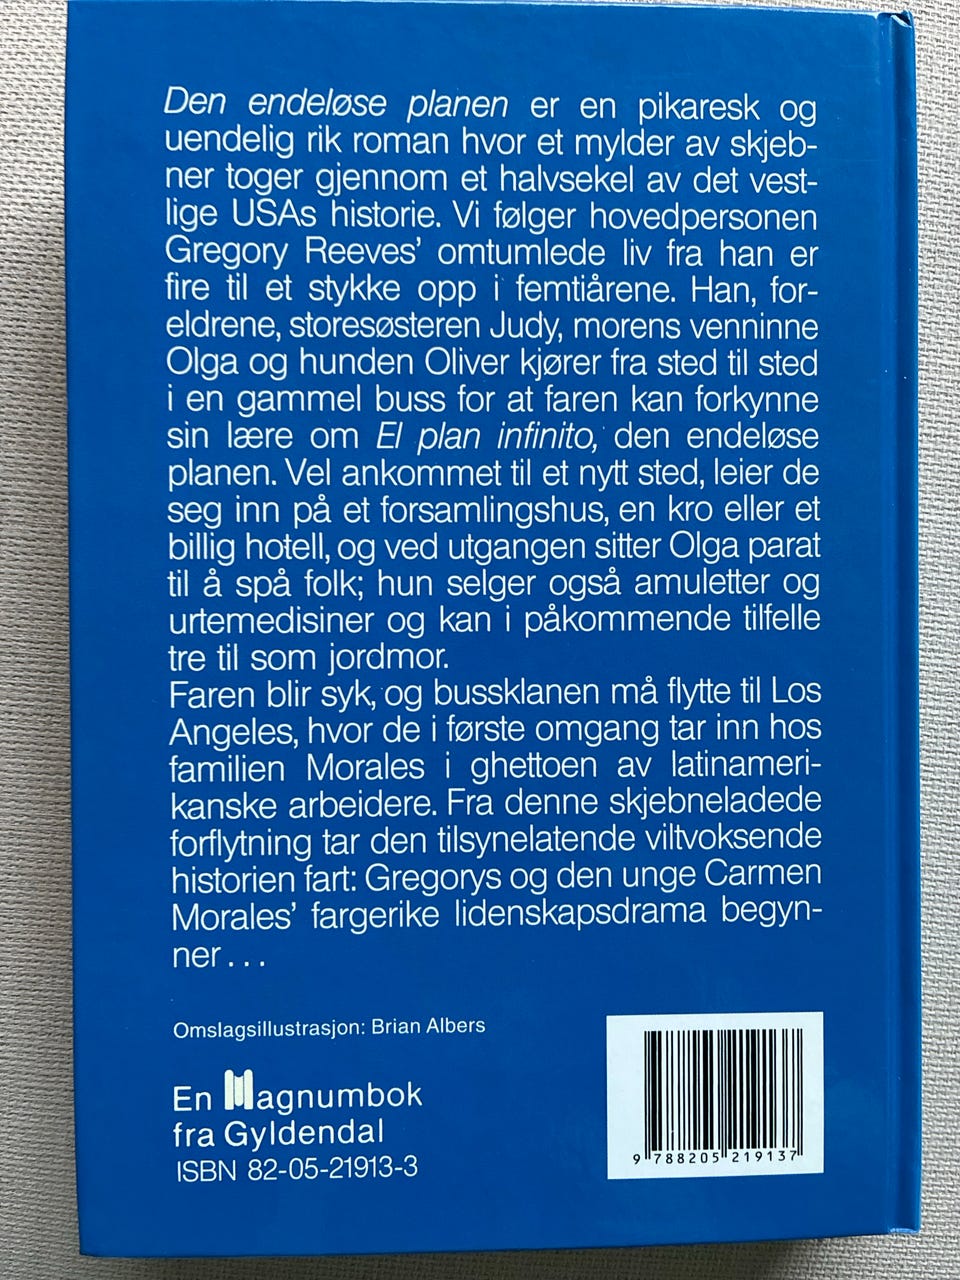 Den endeløse planen er en pikaresk og
uendelig rik roman hvor et mylder av skjeb-
ner toger gjennom et halvsekel av det vest-
lige USAs historie. Vi følger hovedpersonen
Gregory Reeves' omtumlede liv fra han er
fire til et stykke opp i femtiårene. Han, for-
eldrene, storesøsteren Judy, morens venninne
Olga og hunden Oliver kjører fra sted til sted
i en gammel buss for at faren kan forkynne
sin lære om El plan infinito, den endeløse
planen. Vel ankommet til et nytt sted, leier de
seg inn på et forsamlingshus, en kro eller et
billig hotell, og ved utgangen sitter Olga parat
til å spå folk; hun selger også amuletter og
urtemedisiner og kan i påkommende tilfelle
tre til som jordmor.
Faren blir syk, og bussklanen må flytte til Los
Angeles, hvor de i første omgang tar inn hos
familien Morales i ghettoen av latinameri-
kanske arbeidere. Fra denne skjebneladede
forflytning tar den tilsynelatende viltvoksende
historien fart: Gregorys og den unge Carmen
Morales' fargerike lidenskapsdrama begyn-
ner...
Omslagsillustrasjon: Brian Albers
En Magnumbok
fra Gyldendal
ISBN 82-05-21913-3
9 788205 219137